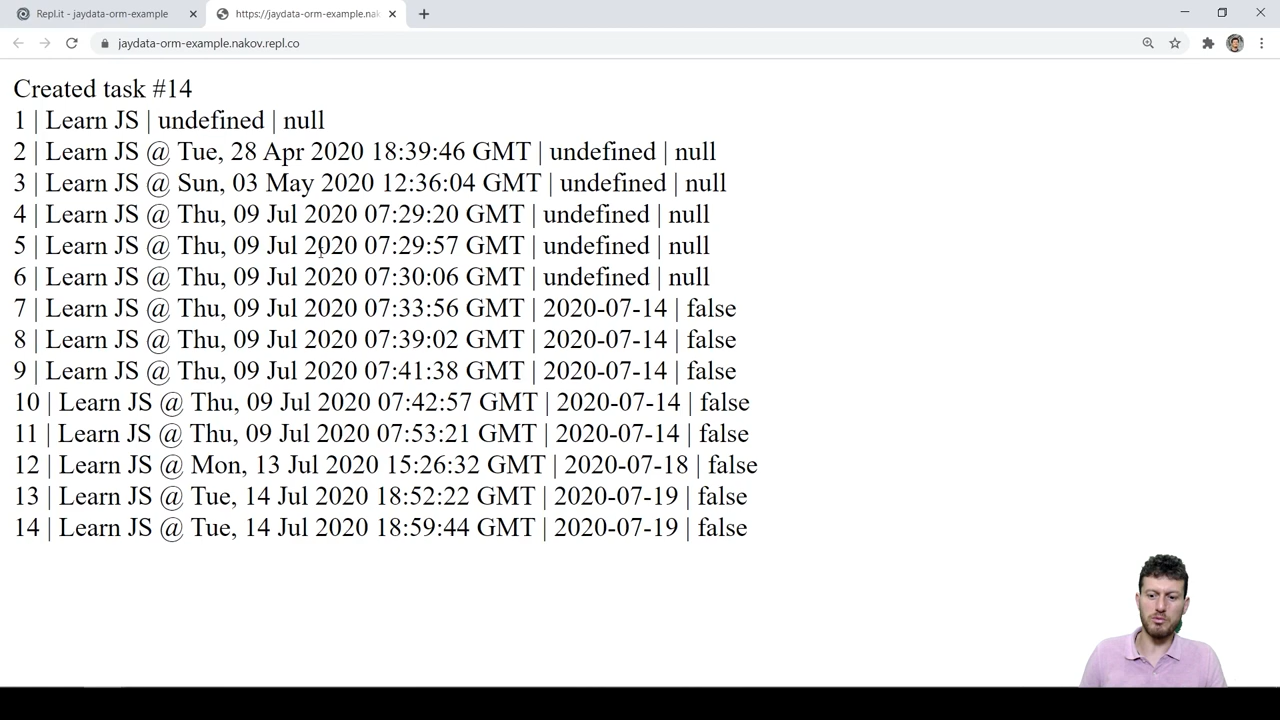 Repl.it - jaydata-orm-example
https://jaydata-orm-example.nak
jaydata-orm-example.nakov.repl.co
Created task #14
1 | Learn JS | undefined | null
2 | Learn JS @ Tue, 28 Apr 2020 18:39:46 GMT | undefined | null
3 | Learn JS @ Sun, 03 May 2020 12:36:04 GMT | undefined | null
4 | Learn JS @ Thu, 09 Jul 2020 07:29:20 GMT | undefined | null
5 | Learn JS @ Thu, 09 Jul 2020 07:29:57 GMT | undefined | null
6 | Learn JS @ Thu, 09 Jul 2020 07:30:06 GMT | undefined | null
7 | Learn JS @ Thu, 09 Jul 2020 07:33:56 GMT | 2020-07-14 | false
8 | Learn JS @ Thu, 09 Jul 2020 07:39:02 GMT | 2020-07-14 | false
9 | Learn JS @ Thu, 09 Jul 2020 07:41:38 GMT | 2020-07-14 | false
10 | Learn JS @ Thu, 09 Jul 2020 07:42:57 GMT | 2020-07-14 | false
11 | Learn JS @ Thu, 09 Jul 2020 07:53:21 GMT | 2020-07-14 | false
12 | Learn JS @ Mon, 13 Jul 2020 15:26:32 GMT | 2020-07-18 | false
13 | Learn JS @ Tue, 14 Jul 2020 18:52:22 GMT | 2020-07-19 | false
14 | Learn JS @ Tue, 14 Jul 2020 18:59:44 GMT | 2020-07-19 | false